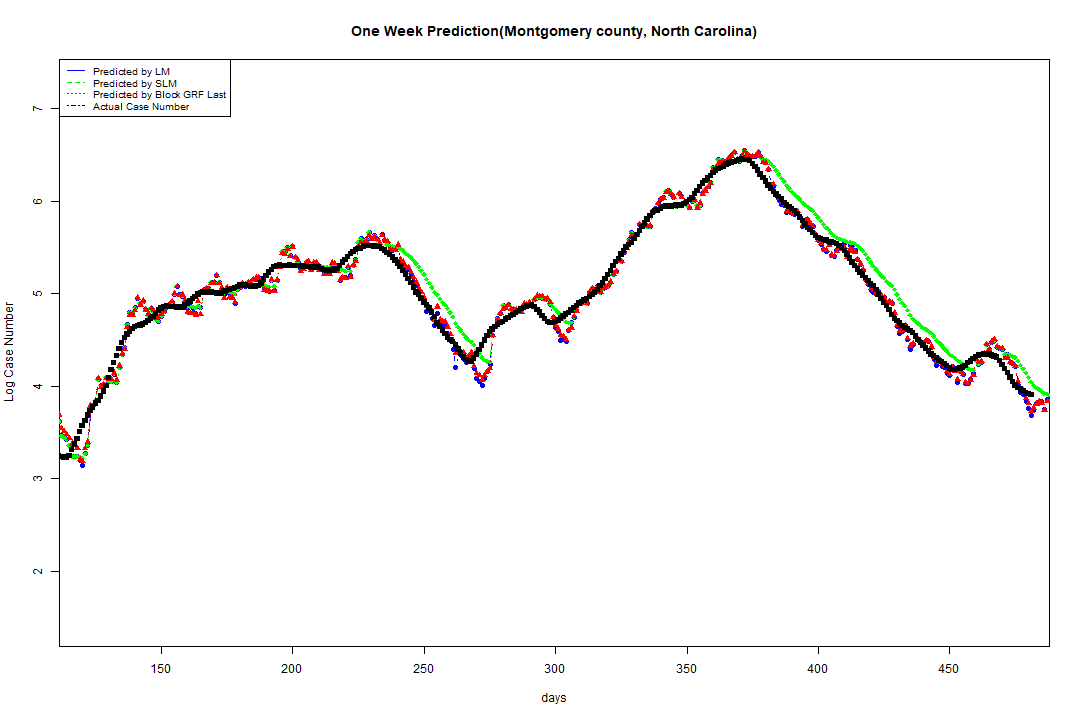 One Week Prediction(Montgomery county, North Carolina)
Predicted by LM
Predicted by SLM
Predicted by Block GRF Last
Actual Case Number
7
6
5
4
3
2
Log Case Number
150 200 250 300 350 400 450
days